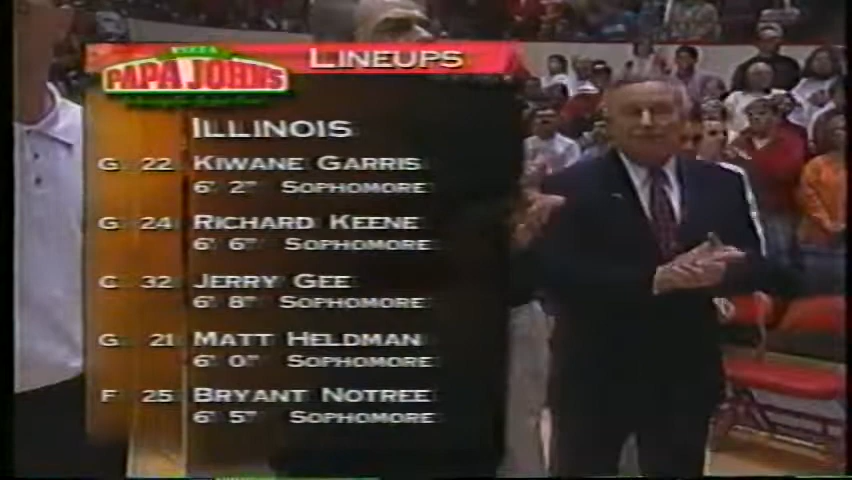 PIZZA
PAPA JOHNS
LINEUPS
ILLINOIS
G 22 KIWANE GARRIS
6' 2" SOPHOMORE
G 24 RICHARD KEENE
6' 6" SOPHOMORE
C 32 JERRY GEE
6' 8" SOPHOMORE
G 21 MATT HELDMAN
6' 0" SOPHOMORE
F 25 BRYANT NOTREE
6' 5" SOPHOMORE